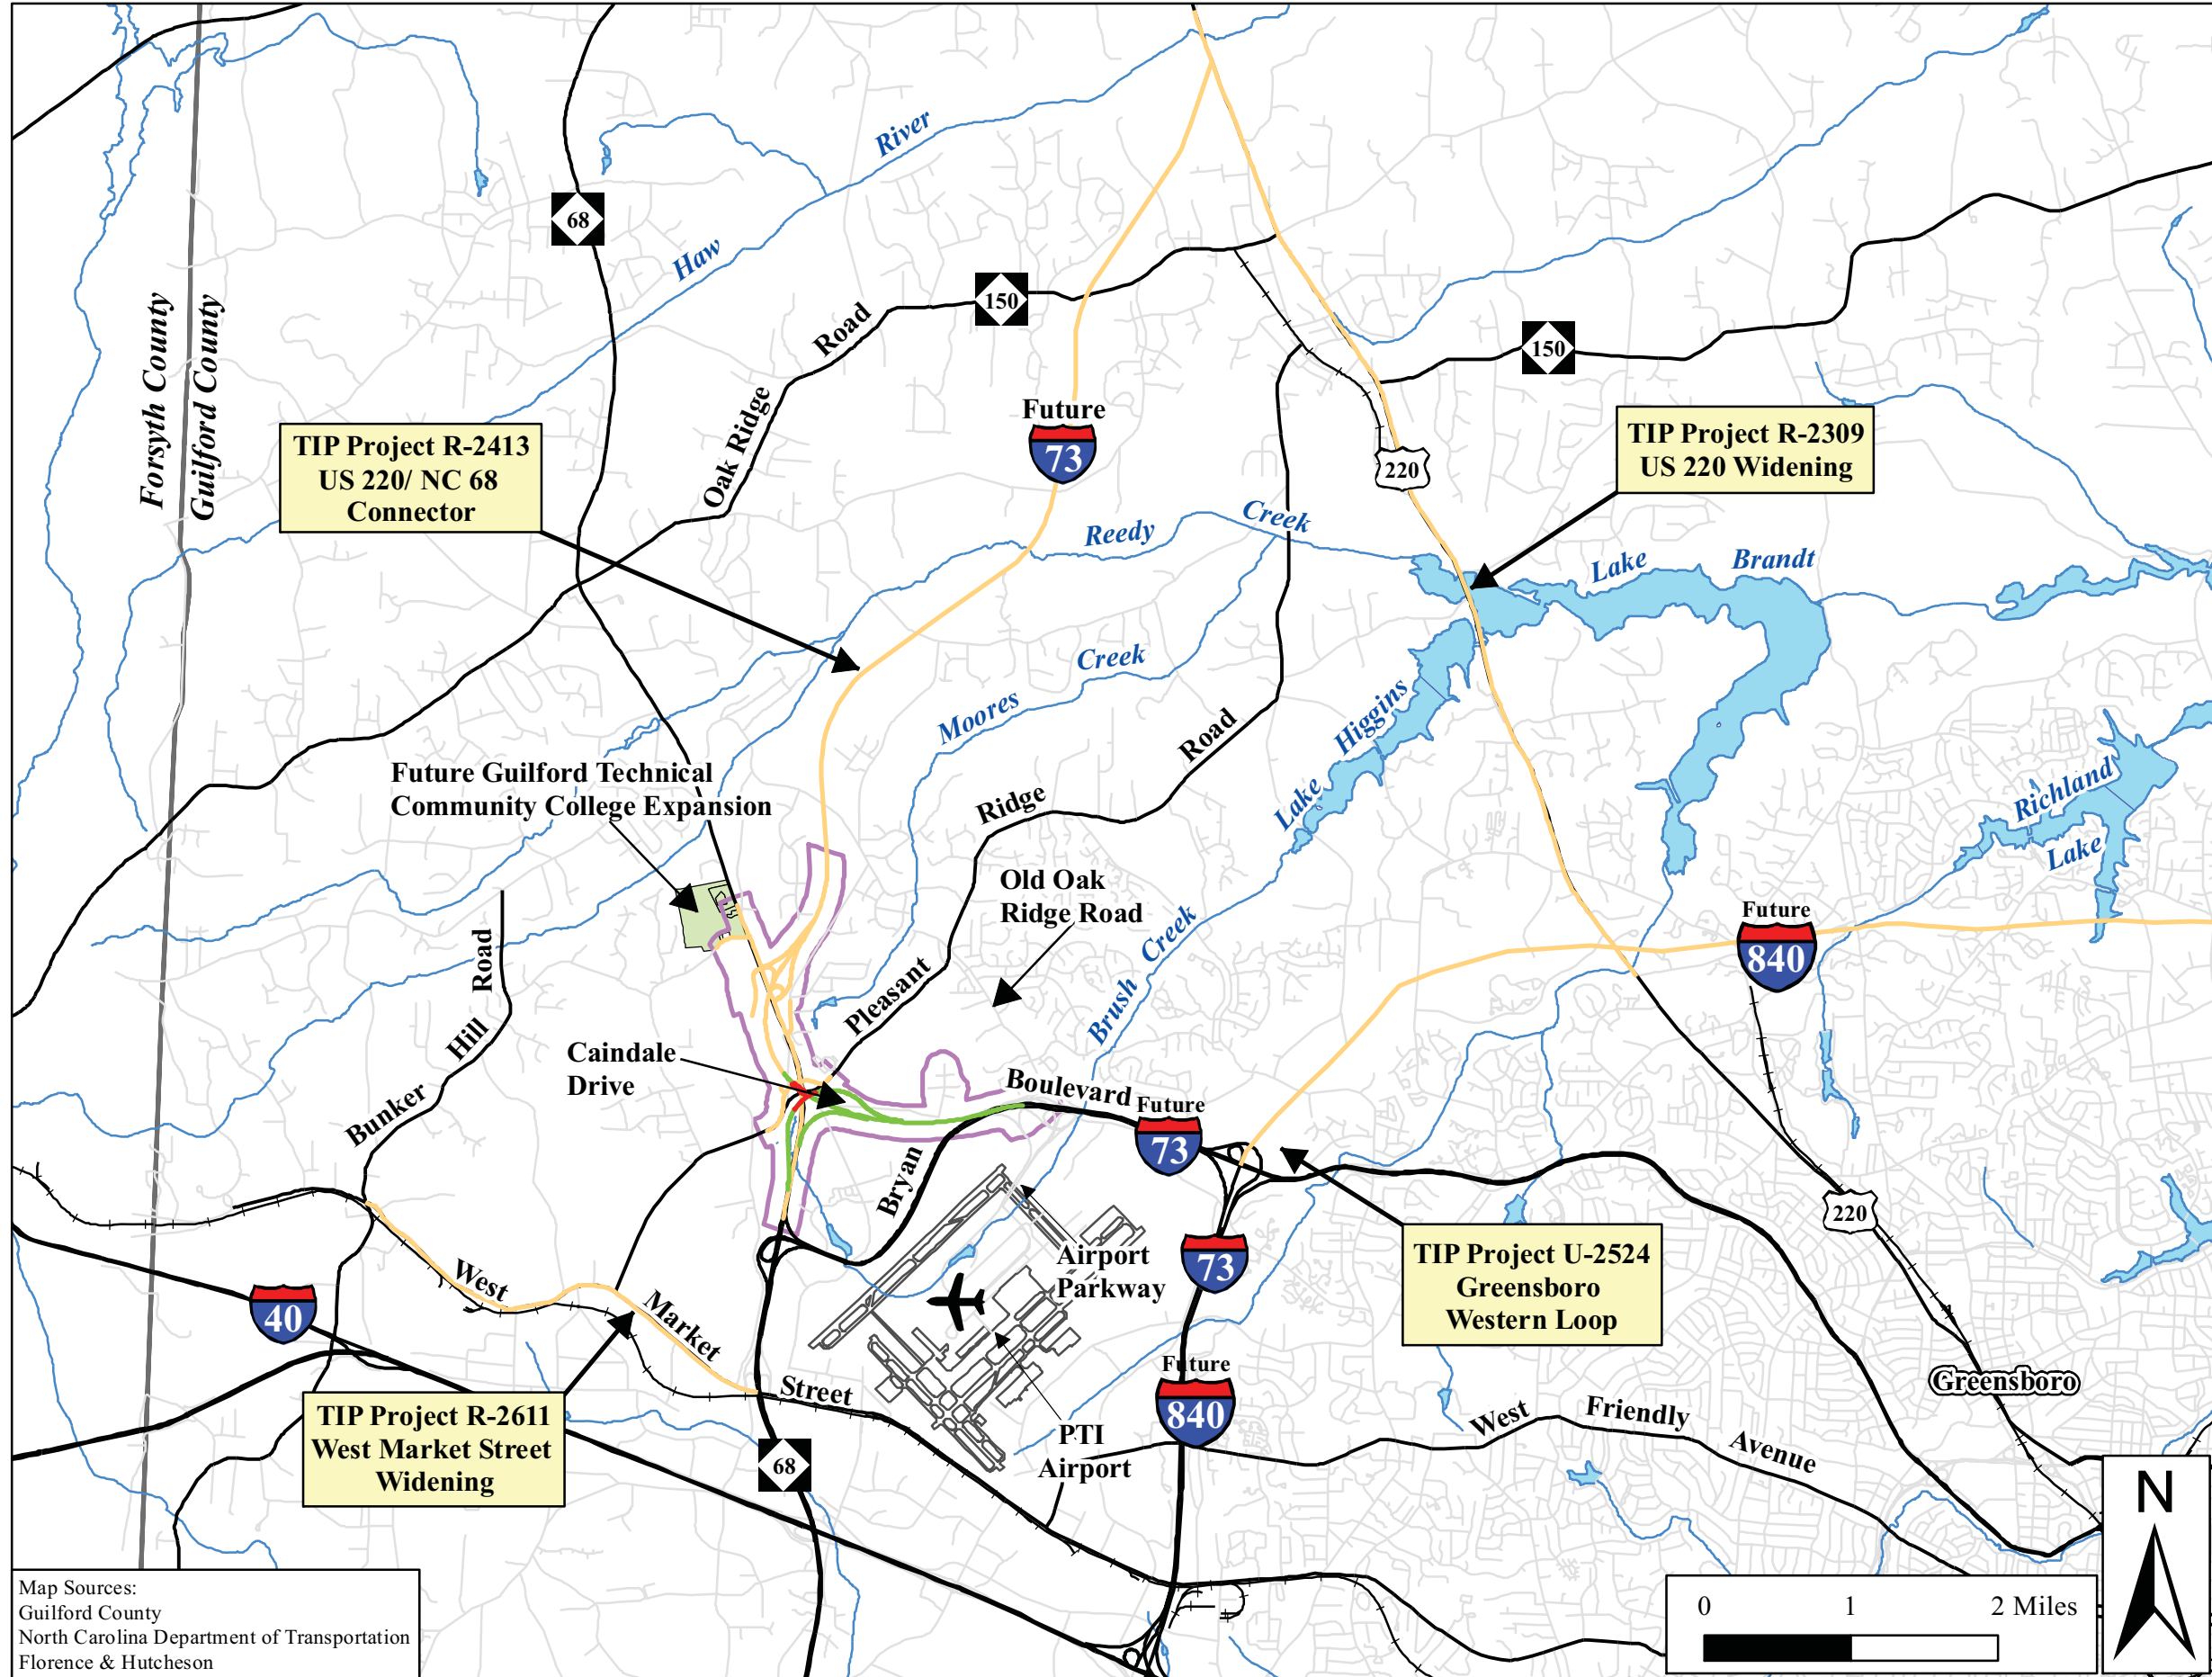 River
68
Haw
150
Road
Oak Ridge
150
Forsyth County
Guilford County
Future
73
TIP Project R-2413
US 220/ NC 68
Connector
TIP Project R-2309
US 220 Widening
220
Reedy
Creek
Lake
Brandt
Creek
Moores
Lake
Higgins
Road
Ridge
Pleasant
Future Guilford Technical
Community College Expansion
Richland
Lake
Old Oak
Ridge Road
Future
840
Brush
Creek
Road
Hill
Bunker
Caindale
Drive
Boulevard
Future
73
Bryan
220
West
Market
Street
Airport
Parkway
73
TIP Project U-2524
Greensboro
Western Loop
40
Future
840
Greensboro
TIP Project R-2611
West Market Street
Widening
68
PTI
Airport
West
Friendly
Avenue
N
0 1 2 Miles
Map Sources:
Guilford County
North Carolina Department of Transportation
Florence & Hutcheson